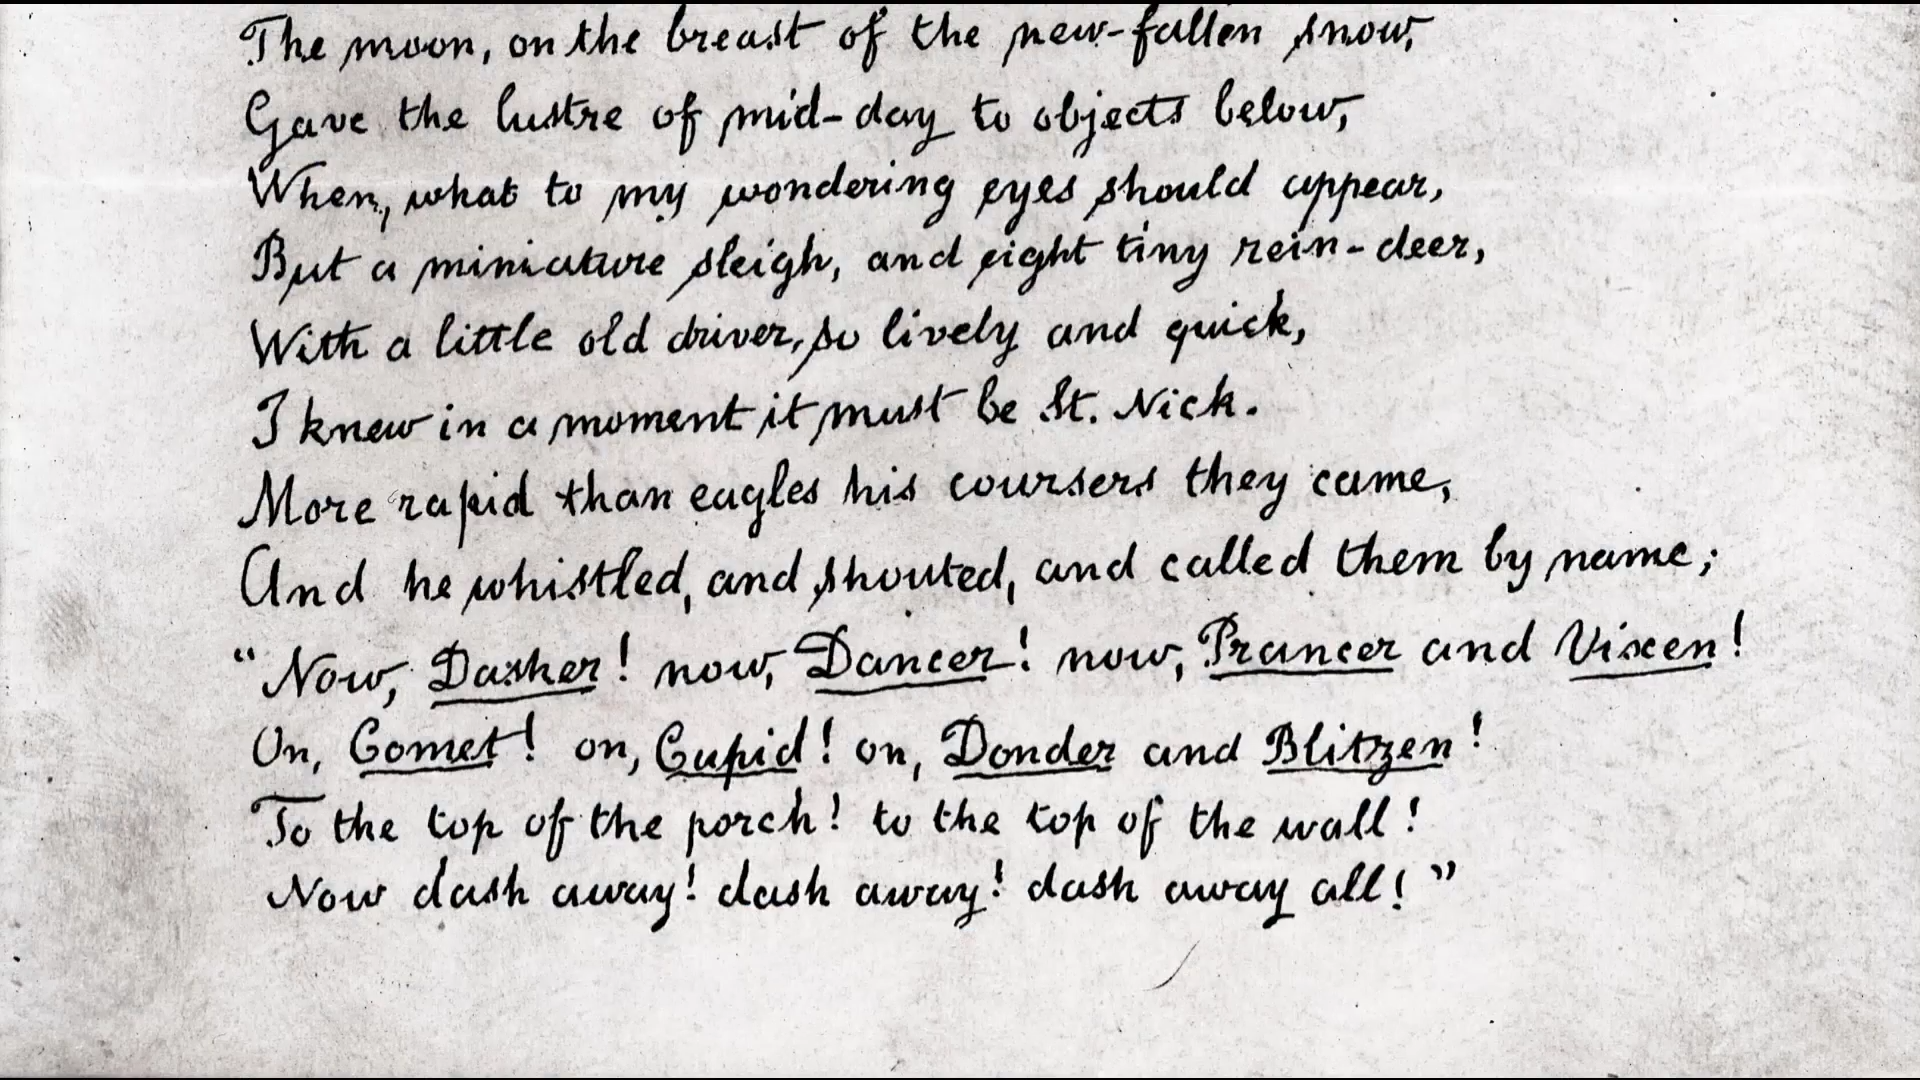 The moon, on the breast of the new-fallen snow,
Gave the lustre of mid-day to objects below,
When, what to my wondering eyes should appear,
But a miniature sleigh, and eight tiny rein-deer,
With a little old driver, so lively and quick,
I knew in a moment it must be St. Nick.
More rapid than eagles his coursers they came,
And he whistled, and shouted, and called them by name;
“Now, Dasher! now, Dancer! now, Prancer and Vixen!
On, Comet! on, Cupid! on, Donder and Blitzen!
To the top of the porch! to the top of the wall!
Now dash away! dash away! dash away all!”